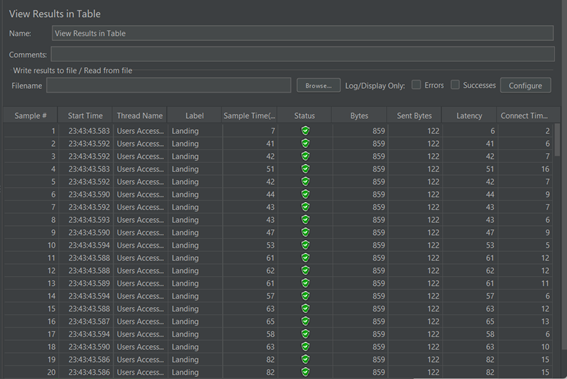 View Results in Table
Name: View Results in Table
Comments:
Write results to file / Read from file
Filename Browse... Log/Display Only: Errors Successes Configure
Sample # Start Time Thread Name Label Sample Time(... Status Bytes Sent Bytes Latency Connect Tim...
1 23:43:43.583 Users Access... Landing 7 859 122 6 2
2 23:43:43.592 Users Access... Landing 41 859 122 41 6
3 23:43:43.592 Users Access... Landing 42 859 122 42 7
4 23:43:43.583 Users Access... Landing 51 859 122 51 16
5 23:43:43.592 Users Access... Landing 42 859 122 42 7
6 23:43:43.590 Users Access... Landing 44 859 122 44 9
7 23:43:43.592 Users Access... Landing 43 859 122 43 7
8 23:43:43.593 Users Access... Landing 43 859 122 43 6
9 23:43:43.590 Users Access... Landing 47 859 122 47 9
10 23:43:43.594 Users Access... Landing 53 859 122 53 5
11 23:43:43.588 Users Access... Landing 61 859 122 61 12
12 23:43:43.588 Users Access... Landing 62 859 122 62 12
13 23:43:43.589 Users Access... Landing 61 859 122 61 11
14 23:43:43.594 Users Access... Landing 57 859 122 57 6
15 23:43:43.588 Users Access... Landing 63 859 122 63 12
16 23:43:43.587 Users Access... Landing 65 859 122 65 13
17 23:43:43.594 Users Access... Landing 58 859 122 58 6
18 23:43:43.590 Users Access... Landing 63 859 122 63 10
19 23:43:43.586 Users Access... Landing 82 859 122 82 15
20 23:43:43.586 Users Access... Landing 82 859 122 82 15